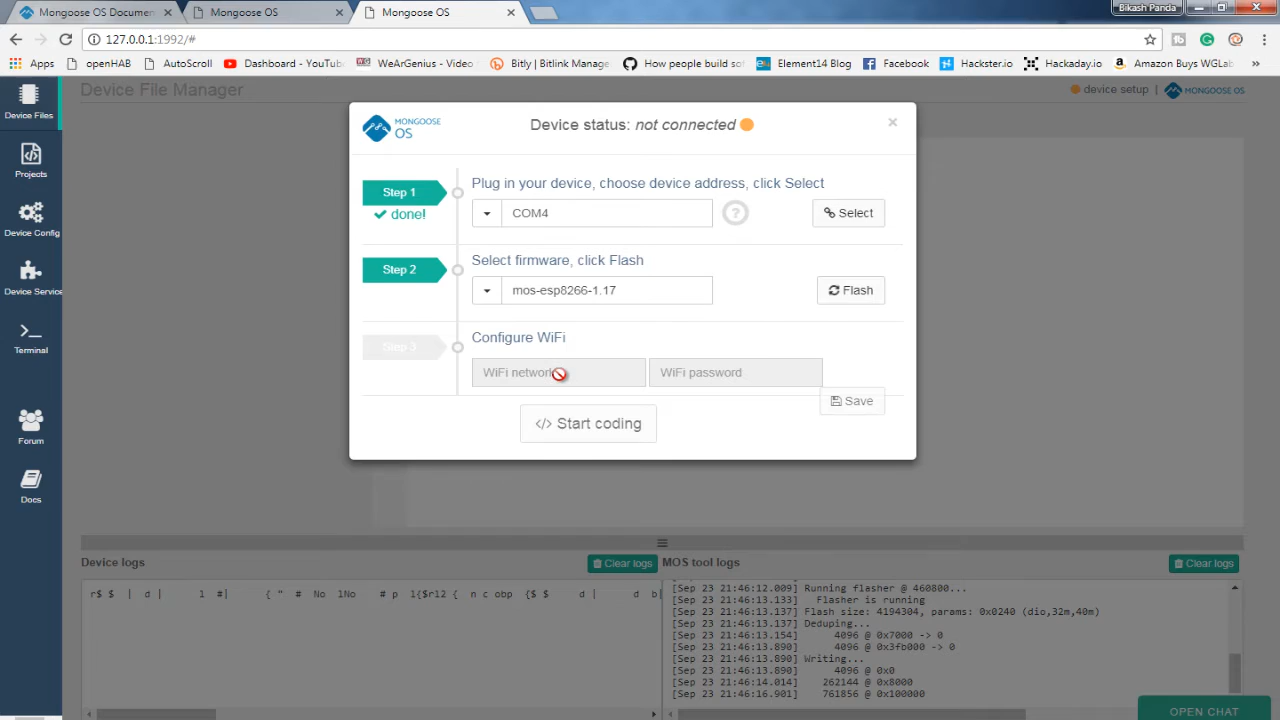 Mongoose OS Documen
Mongoose OS
Mongoose OS
Bikash Panda
127.0.0.1:1992/#
Apps
openHAB
AutoScroll
Dashboard - YouTub
WeArGenius - Video
Bitly | Bitlink Manage
How people build sof
Element14 Blog
Facebook
Hackster.io
Hackaday.io
Amazon Buys WGLab
»
Device Files
Projects
Device Config
Device Service
Terminal
Forum
Docs
Device File Manager
device setup |
MONGOOSE OS
MONGOOSE
OS
Device status: not connected
×
Step 1
done!
Plug in your device, choose device address, click Select
COM4
?
Select
Step 2
Select firmware, click Flash
mos-esp8266-1.17
Flash
Step 3
Configure WiFi
WiFi network
WiFi password
Save
</> Start coding
Device logs
Clear logs
MOS tool logs
Clear logs
[Sep 23 21:46:12.009] Running flasher @ 460800...
[Sep 23 21:46:13.133] Flasher is running
[Sep 23 21:46:13.137] Flash size: 4194304, params: 0x0240 (dio,32m,40m)
[Sep 23 21:46:13.137] Deduping...
[Sep 23 21:46:13.154] 4096 @ 0x7000 -> 0
[Sep 23 21:46:13.890] 4096 @ 0x3fb000 -> 0
[Sep 23 21:46:13.890] Writing...
[Sep 23 21:46:13.890] 4096 @ 0x0
[Sep 23 21:46:14.014] 262144 @ 0x8000
[Sep 23 21:46:16.901] 761856 @ 0x100000
OPEN CHAT